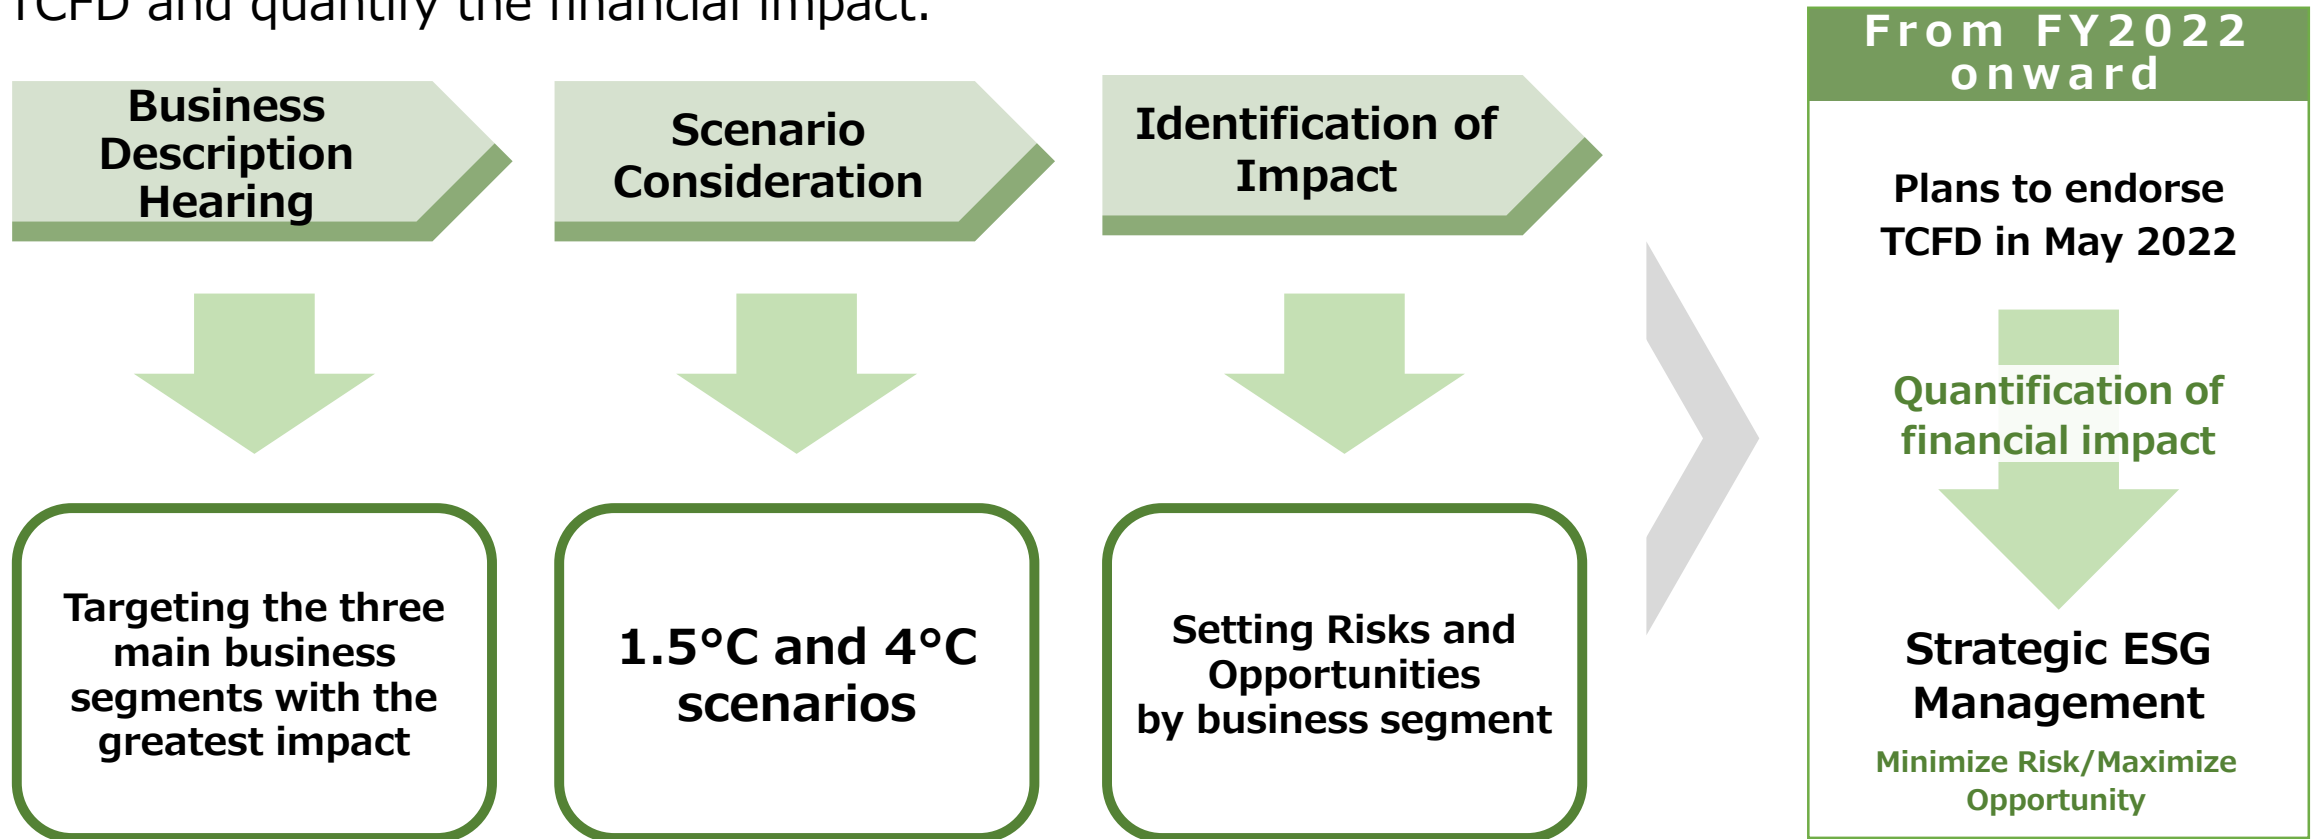 TCFD and quantify the financial impact.
Business
Description
Hearing
Scenario
Consideration
Identification of
Impact
Targeting the three
main business
segments with the
greatest impact
1.5°C and 4°C
scenarios
Setting Risks and
Opportunities
by business segment
From FY2022
onward
Plans to endorse
TCFD in May 2022
Quantification of
financial impact
Strategic ESG
Management
Minimize Risk/Maximize
Opportunity